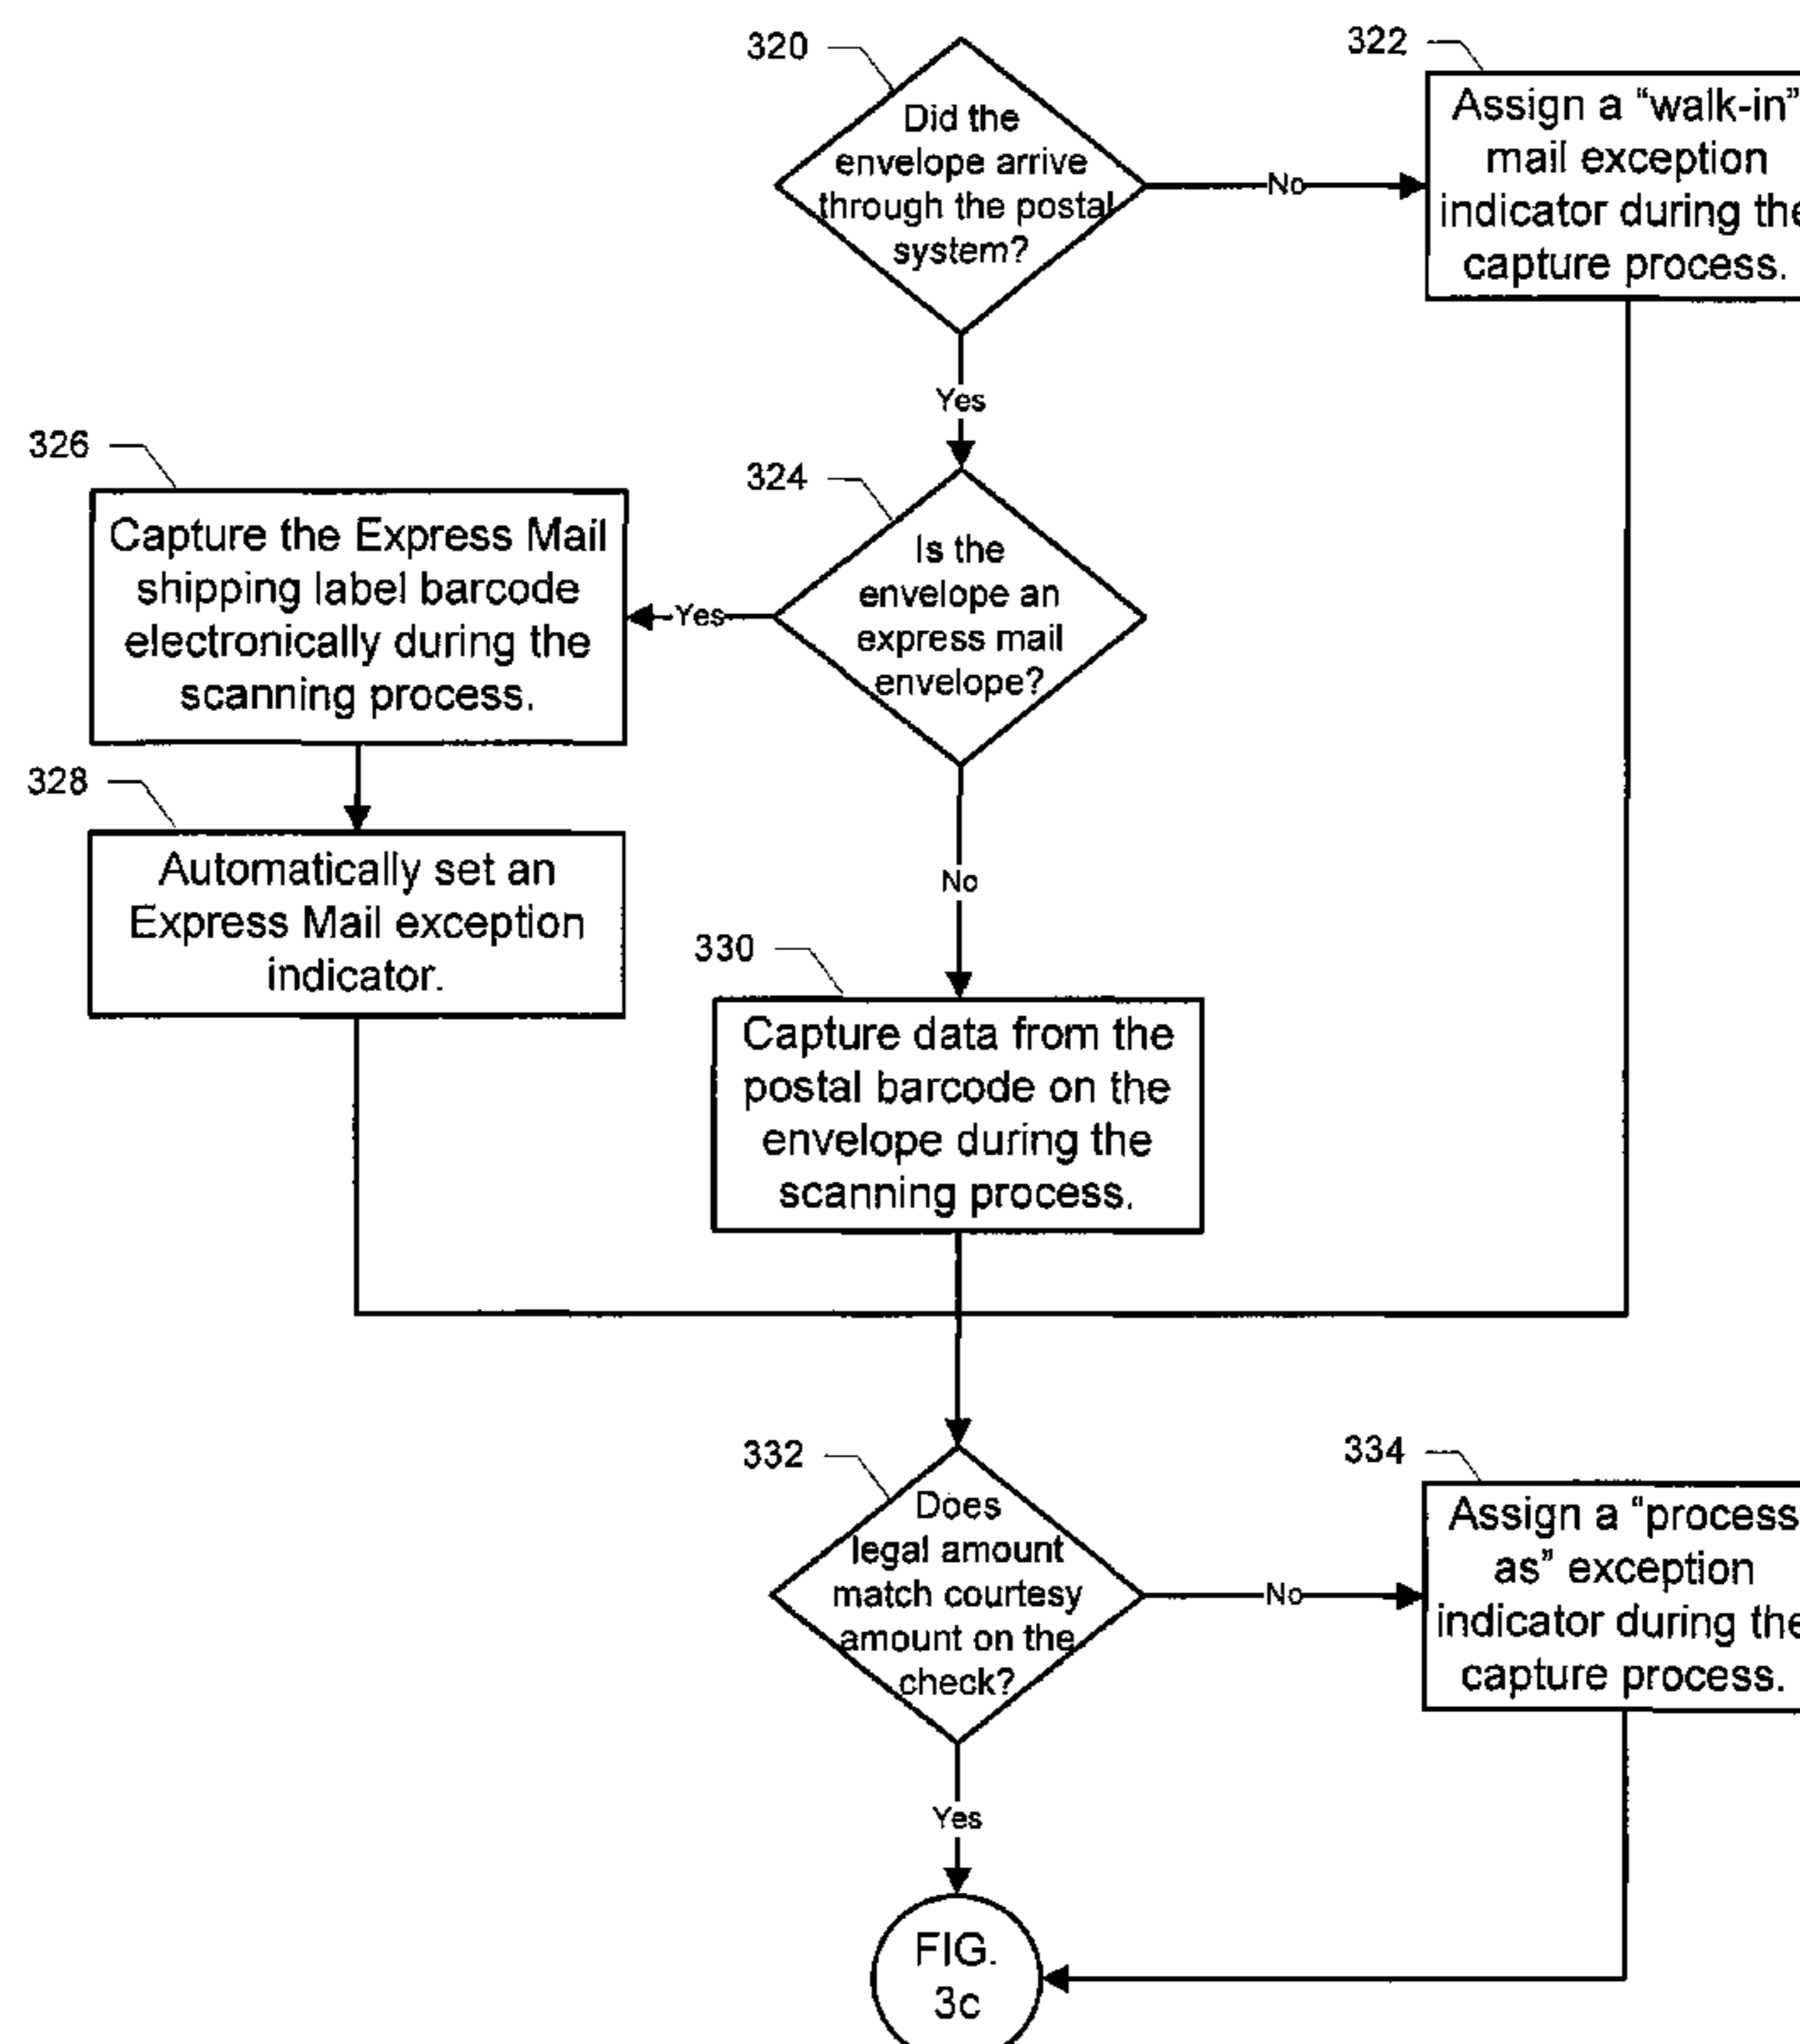 320
Did the
envelope arrive
through the postal
system?
No
322
Assign a “walk-in”
mail exception
indicator during the
capture process.
Yes
326
Capture the Express Mail
shipping label barcode
electronically during the
scanning process.
324
Is the
envelope an
express mail
envelope?
Yes
328
Automatically set an
Express Mail exception
indicator.
No
330
Capture data from the
postal barcode on the
envelope during the
scanning process.
332
Does
legal amount
match courtesy
amount on the
check?
No
334
Assign a “process
as” exception
indicator during the
capture process.
Yes
FIG.
3c